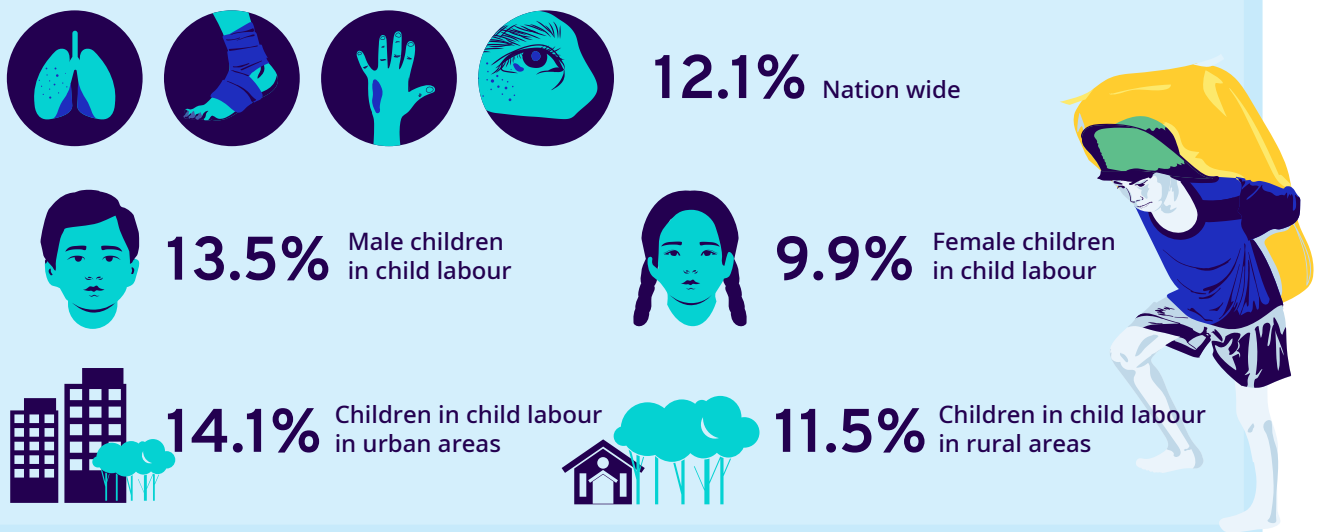 12.1% Nation wide
13.5% Male children
in child labour
9.9% Female children
in child labour
14.1% Children in child labour
in urban areas
11.5% Children in child labour
in rural areas